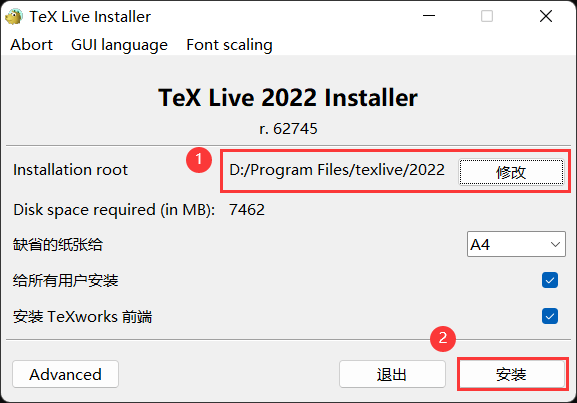 TeX Live Installer
Abort GUI language Font scaling
TeX Live 2022 Installer
r. 62745
1
Installation root D:/Program Files/texlive/2022 修改
Disk space required (in MB): 7462
缺省的纸张给 A4
给所有用户安装
安装 TeXworks 前端
2
Advanced 退出 安装